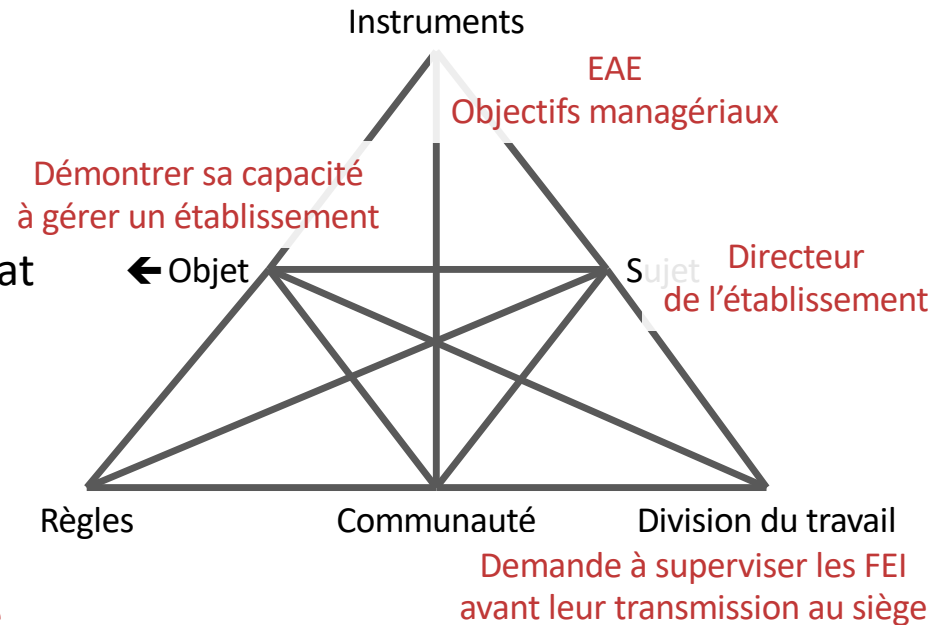 Instruments
EAE
Objectifs managériaux
Démontrer sa capacité
à gérer un établissement
at
🡸 Objet
Sujet
Directeur
de l’établissement
Règles
Communauté
Division du travail
Demande à superviser les FEI
avant leur transmission au siège